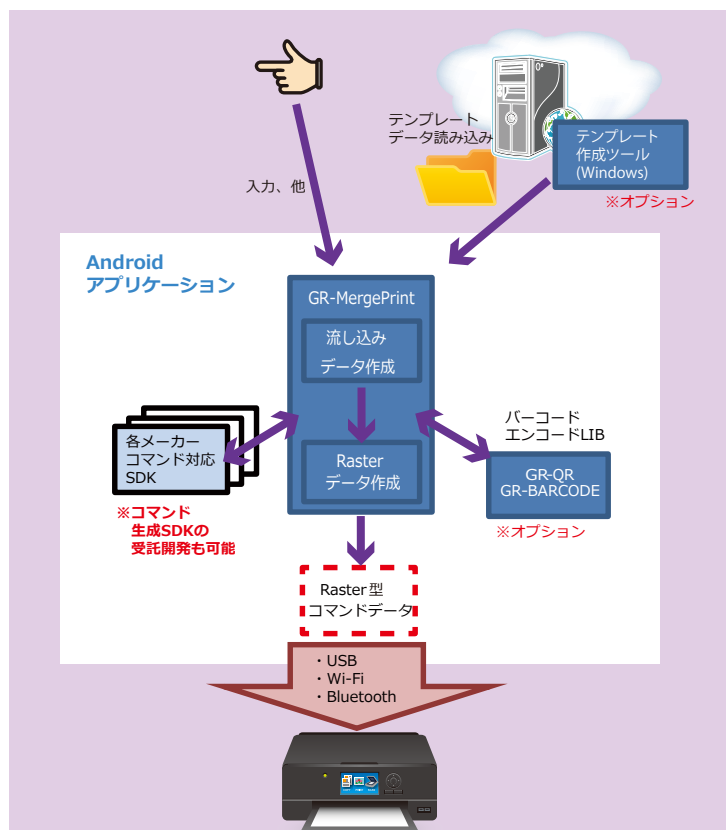 テンプレート
データ読み込み
テンプレート
作成ツール
(Windows)
※オプション
入力、他
Android
アプリケーション
GR-MergePrint
流し込み
データ作成
Raster
データ作成
各メーカー
コマンド対応
SDK
※コマンド
生成SDKの
受託開発も可能
バーコード
エンコードLIB
GR-QR
GR-BARCODE
※オプション
Raster型
コマンドデータ
・USB
・Wi-Fi
・Bluetooth